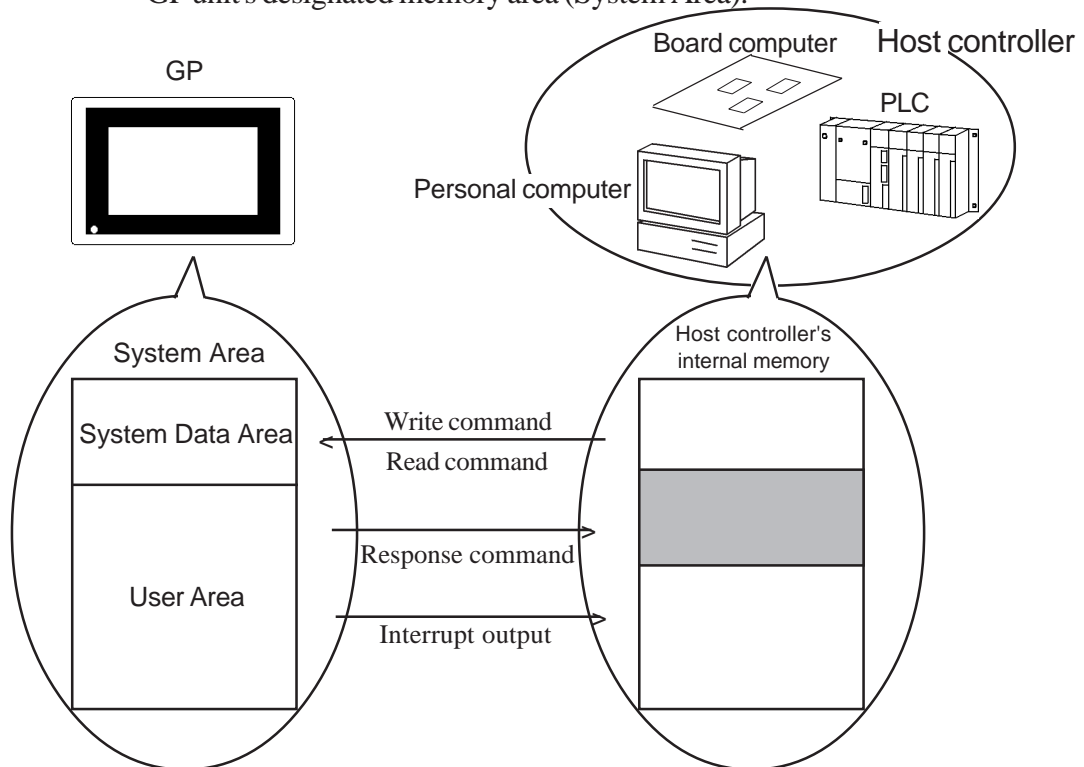 GP unit's designated memory area (System Area).
Board computer
Host controller
GP
PLC
Personal computer
System Area
Host controller's
internal memory
System Data Area
Write command
Read command
Response command
User Area
Interrupt output